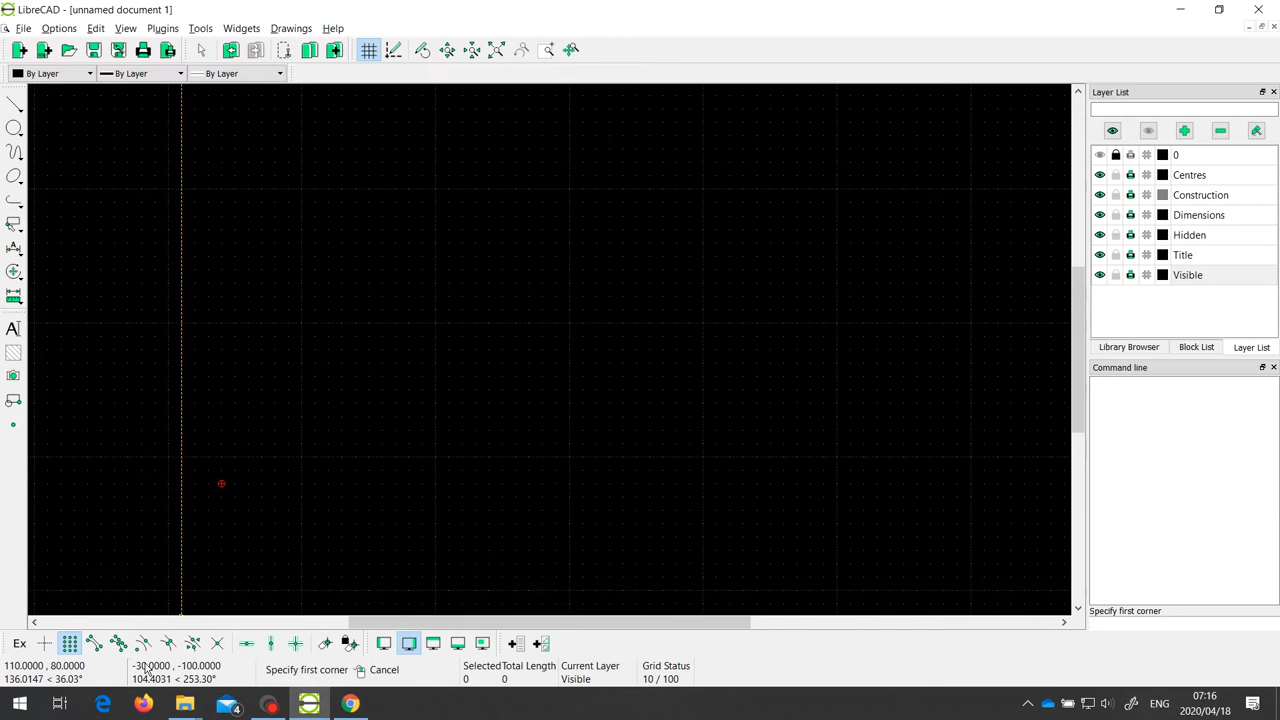 LibreCAD - [unnamed document 1]
File Options Edit View Plugins Tools Widgets Drawings Help
By Layer By Layer By Layer
Layer List
0
Centres
Construction
Dimensions
Hidden
Title
Visible
Library Browser Block List Layer List
Command line
Specify first corner
Ex
110.0000 , 80.0000 -30.0000 , -100.0000 Specify first corner Cancel Selected Total Length Current Layer Grid Status
136.0147 < 36.03° 104.4031 < 253.30° 0 0 Visible 10 / 100
4 ENG 07:16
2020/04/18